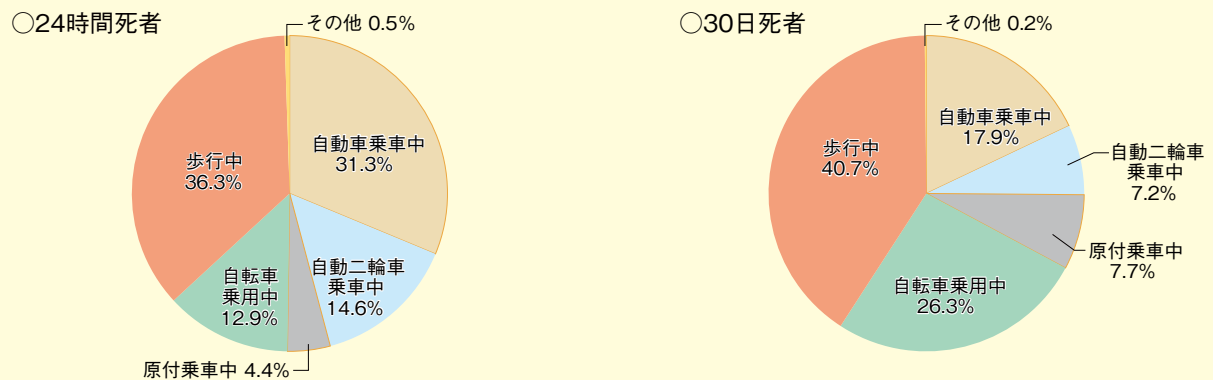 ○24時間死者
その他 0.5%
自動車乗車中
31.3%
自動二輪車
乗車中
14.6%
原付乗車中 4.4%
自転車
乗用中
12.9%
歩行中
36.3%
○30日死者
その他 0.2%
自動車乗車中
17.9%
自動二輪車
乗車中
7.2%
原付乗車中
7.7%
自転車乗用中
26.3%
歩行中
40.7%